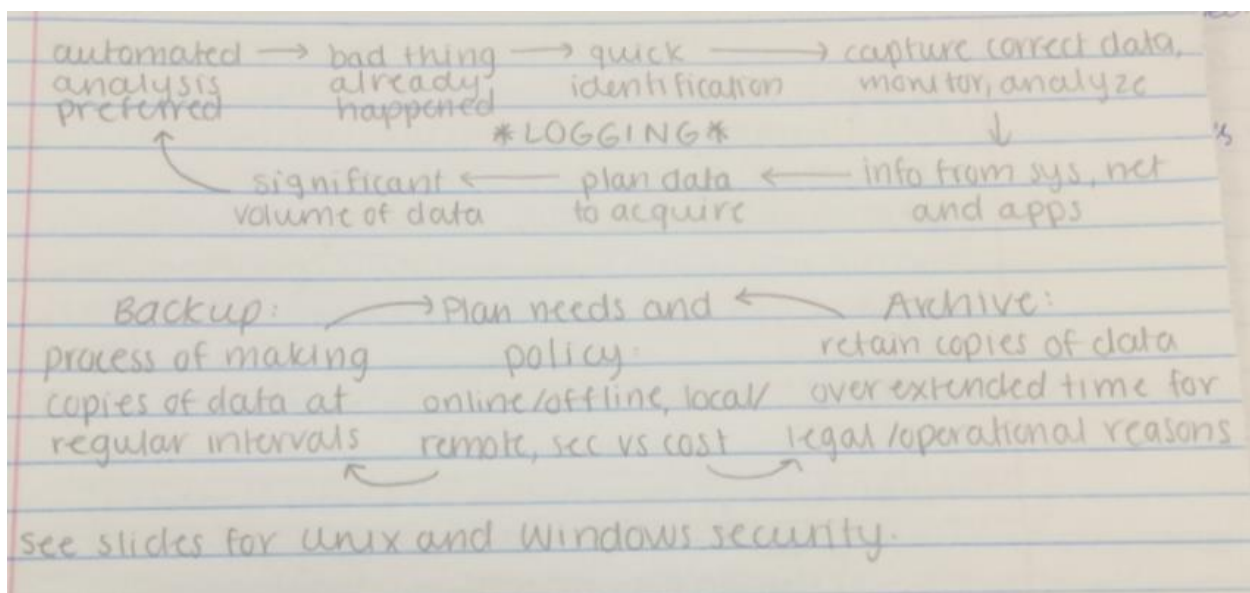 automated → bad thing → quick → capture correct data,
analysis already identification monitor, analyze
preferred happened
*LOGGING* ↓
significant ← plan data ← info from sys, net
volume of data to acquire and apps
Backup: → Plan needs and ← Archive:
process of making policy: retain copies of data
copies of data at online/offline, local/ over extended time for
regular intervals remote, sec vs cost legal/operational reasons
see slides for Unix and Windows security.